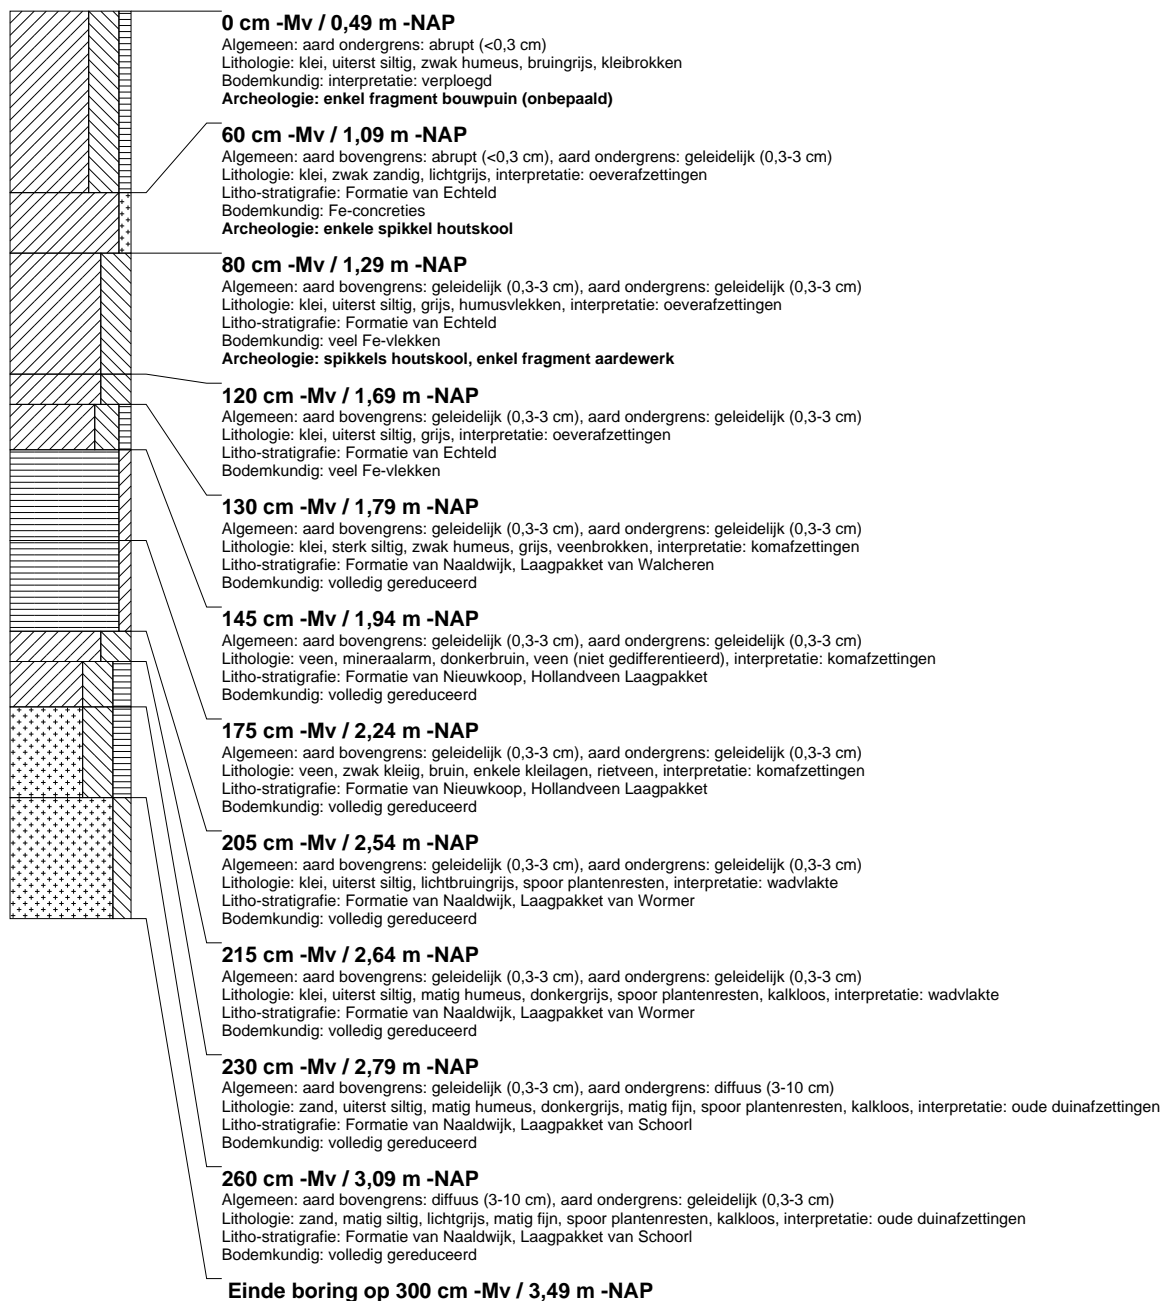 0 cm -Mv / 0,49 m -NAP
Algemeen: aard ondergrens: abrupt (<0,3 cm)
Lithologie: klei, uiterst siltig, zwak humeus, bruingrijs, kleibrokken
Bodemkundig: interpretatie: verploegd
Archeologie: enkel fragment bouwpuin (onbepaald)
60 cm -Mv / 1,09 m -NAP
Algemeen: aard bovengrens: abrupt (<0,3 cm), aard ondergrens: geleidelijk (0,3-3 cm)
Lithologie: klei, zwak zandig, lichtgrijs, interpretatie: oeverafzettingen
Litho-stratigrafie: Formatie van Echteld
Bodemkundig: Fe-concreties
Archeologie: enkele spikkel houtskool
80 cm -Mv / 1,29 m -NAP
Algemeen: aard bovengrens: geleidelijk (0,3-3 cm), aard ondergrens: geleidelijk (0,3-3 cm)
Lithologie: klei, uiterst siltig, grijs, humusvlekken, interpretatie: oeverafzettingen
Litho-stratigrafie: Formatie van Echteld
Bodemkundig: veel Fe-vlekken
Archeologie: spikkels houtskool, enkel fragment aardewerk
120 cm -Mv / 1,69 m -NAP
Algemeen: aard bovengrens: geleidelijk (0,3-3 cm), aard ondergrens: geleidelijk (0,3-3 cm)
Lithologie: klei, uiterst siltig, grijs, interpretatie: oeverafzettingen
Litho-stratigrafie: Formatie van Echteld
Bodemkundig: veel Fe-vlekken
130 cm -Mv / 1,79 m -NAP
Algemeen: aard bovengrens: geleidelijk (0,3-3 cm), aard ondergrens: geleidelijk (0,3-3 cm)
Lithologie: klei, sterk siltig, zwak humeus, grijs, veenbrokken, interpretatie: komafzettingen
Litho-stratigrafie: Formatie van Naaldwijk, Laagpakket van Walcheren
Bodemkundig: volledig gereduceerd
145 cm -Mv / 1,94 m -NAP
Algemeen: aard bovengrens: geleidelijk (0,3-3 cm), aard ondergrens: geleidelijk (0,3-3 cm)
Lithologie: veen, mineraalarm, donkerbruin, veen (niet gedifferentieerd), interpretatie: komafzettingen
Litho-stratigrafie: Formatie van Nieuwkoop, Hollandveen Laagpakket
Bodemkundig: volledig gereduceerd
175 cm -Mv / 2,24 m -NAP
Algemeen: aard bovengrens: geleidelijk (0,3-3 cm), aard ondergrens: geleidelijk (0,3-3 cm)
Lithologie: veen, zwak kleiig, bruin, enkele kleilagen, rietveen, interpretatie: komafzettingen
Litho-stratigrafie: Formatie van Nieuwkoop, Hollandveen Laagpakket
Bodemkundig: volledig gereduceerd
205 cm -Mv / 2,54 m -NAP
Algemeen: aard bovengrens: geleidelijk (0,3-3 cm), aard ondergrens: geleidelijk (0,3-3 cm)
Lithologie: klei, uiterst siltig, lichtbruingrijs, spoor plantenresten, interpretatie: wadvlakte
Litho-stratigrafie: Formatie van Naaldwijk, Laagpakket van Wormer
Bodemkundig: volledig gereduceerd
215 cm -Mv / 2,64 m -NAP
Algemeen: aard bovengrens: geleidelijk (0,3-3 cm), aard ondergrens: geleidelijk (0,3-3 cm)
Lithologie: klei, uiterst siltig, matig humeus, donkergrijs, spoor plantenresten, kalkloos, interpretatie: wadvlakte
Litho-stratigrafie: Formatie van Naaldwijk, Laagpakket van Wormer
Bodemkundig: volledig gereduceerd
230 cm -Mv / 2,79 m -NAP
Algemeen: aard bovengrens: geleidelijk (0,3-3 cm), aard ondergrens: diffuus (3-10 cm)
Lithologie: zand, uiterst siltig, matig humeus, donkergrijs, matig fijn, spoor plantenresten, kalkloos, interpretatie: oude duinafzettingen
Litho-stratigrafie: Formatie van Naaldwijk, Laagpakket van Schoorl
Bodemkundig: volledig gereduceerd
260 cm -Mv / 3,09 m -NAP
Algemeen: aard bovengrens: diffuus (3-10 cm), aard ondergrens: geleidelijk (0,3-3 cm)
Lithologie: zand, matig siltig, lichtgrijs, matig fijn, spoor plantenresten, kalkloos, interpretatie: oude duinafzettingen
Litho-stratigrafie: Formatie van Naaldwijk, Laagpakket van Schoorl
Bodemkundig: volledig gereduceerd
Einde boring op 300 cm -Mv / 3,49 m -NAP